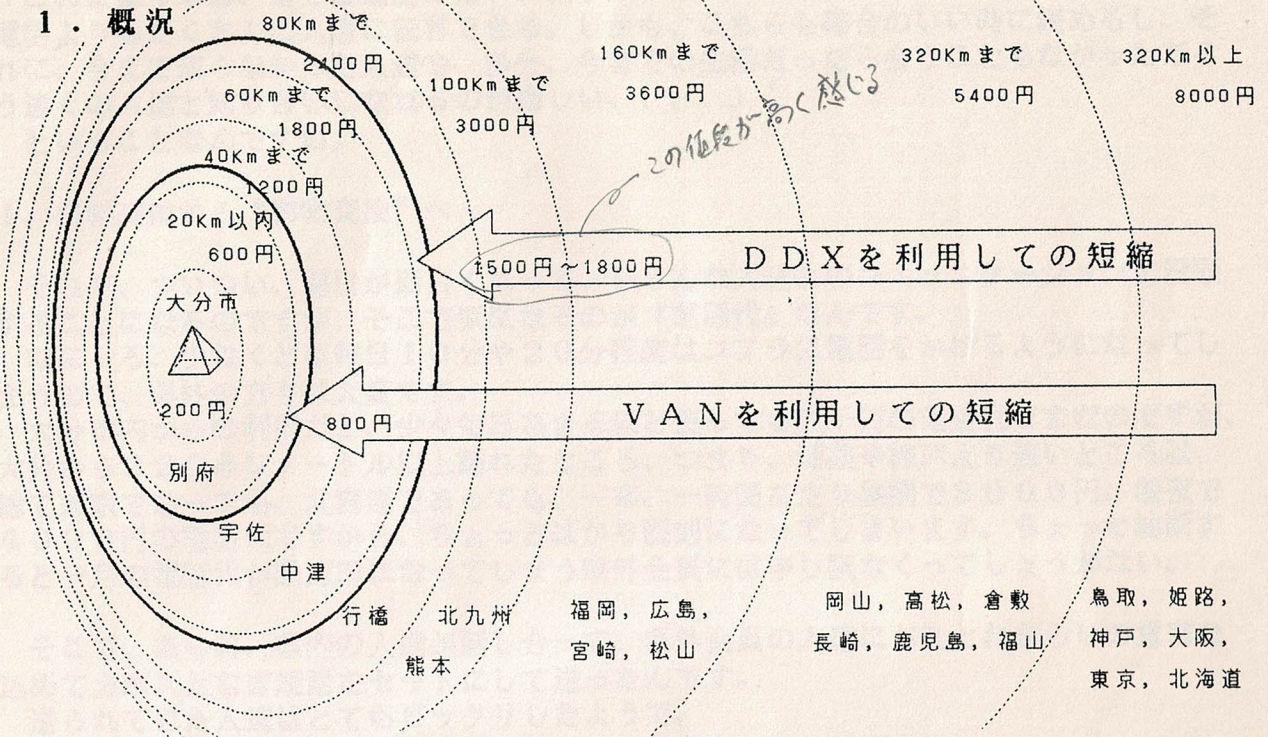 1. 概況
80Kmまで
2400円
60Kmまで
1800円
40Kmまで
1200円
20Km以内
600円
大分市
200円
別府
宇佐
中津
行橋
100Kmまで
3000円
160Kmまで
3600円
320Kmまで
5400円
320Km以上
8000円
この値段が高く感じる
1500円~1800円
DDXを利用しての短縮
800円
VANを利用しての短縮
北九州
熊本
福岡, 広島,
宮崎, 松山
岡山, 高松, 倉敷
長崎, 鹿児島, 福山
鳥取, 姫路,
神戸, 大阪,
東京, 北海道